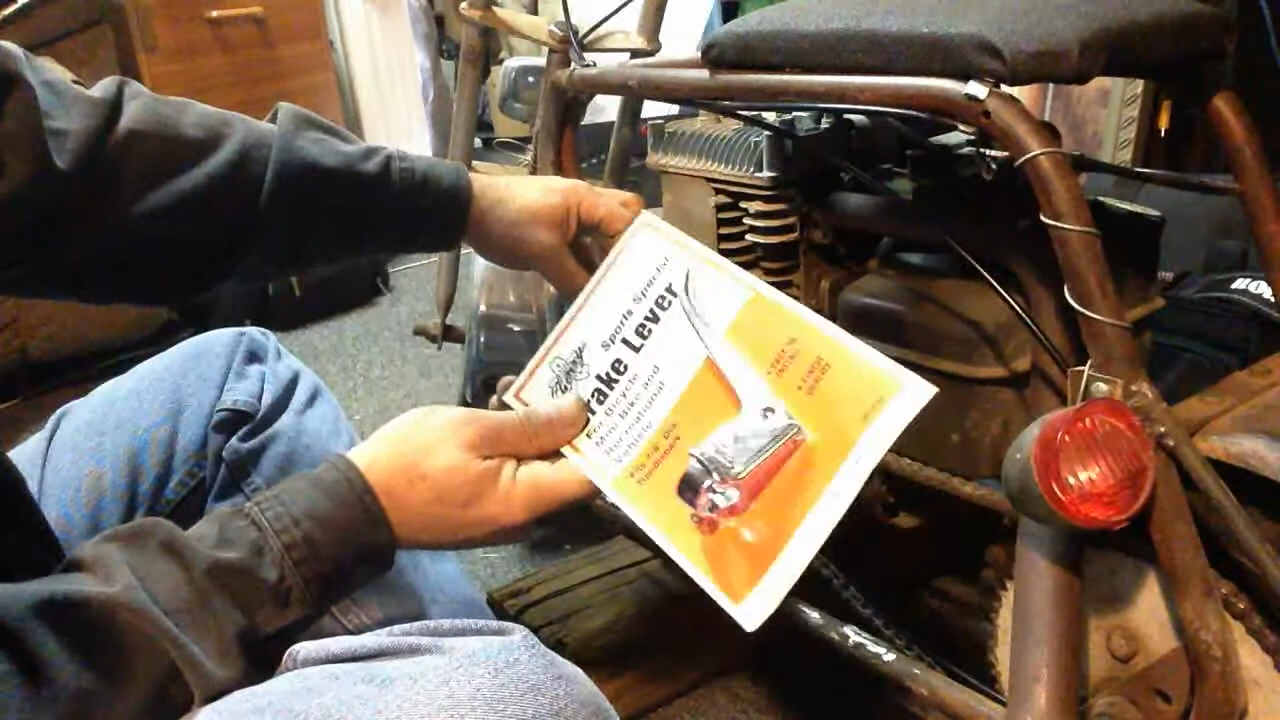 Sports Special
Brake Lever
For Bicycle
Mini Bike and
Recreational
Vehicle
Fits 7/8" Dia.
Handlebars
• EASY TO
INSTALL
• FINEST
QUALITY